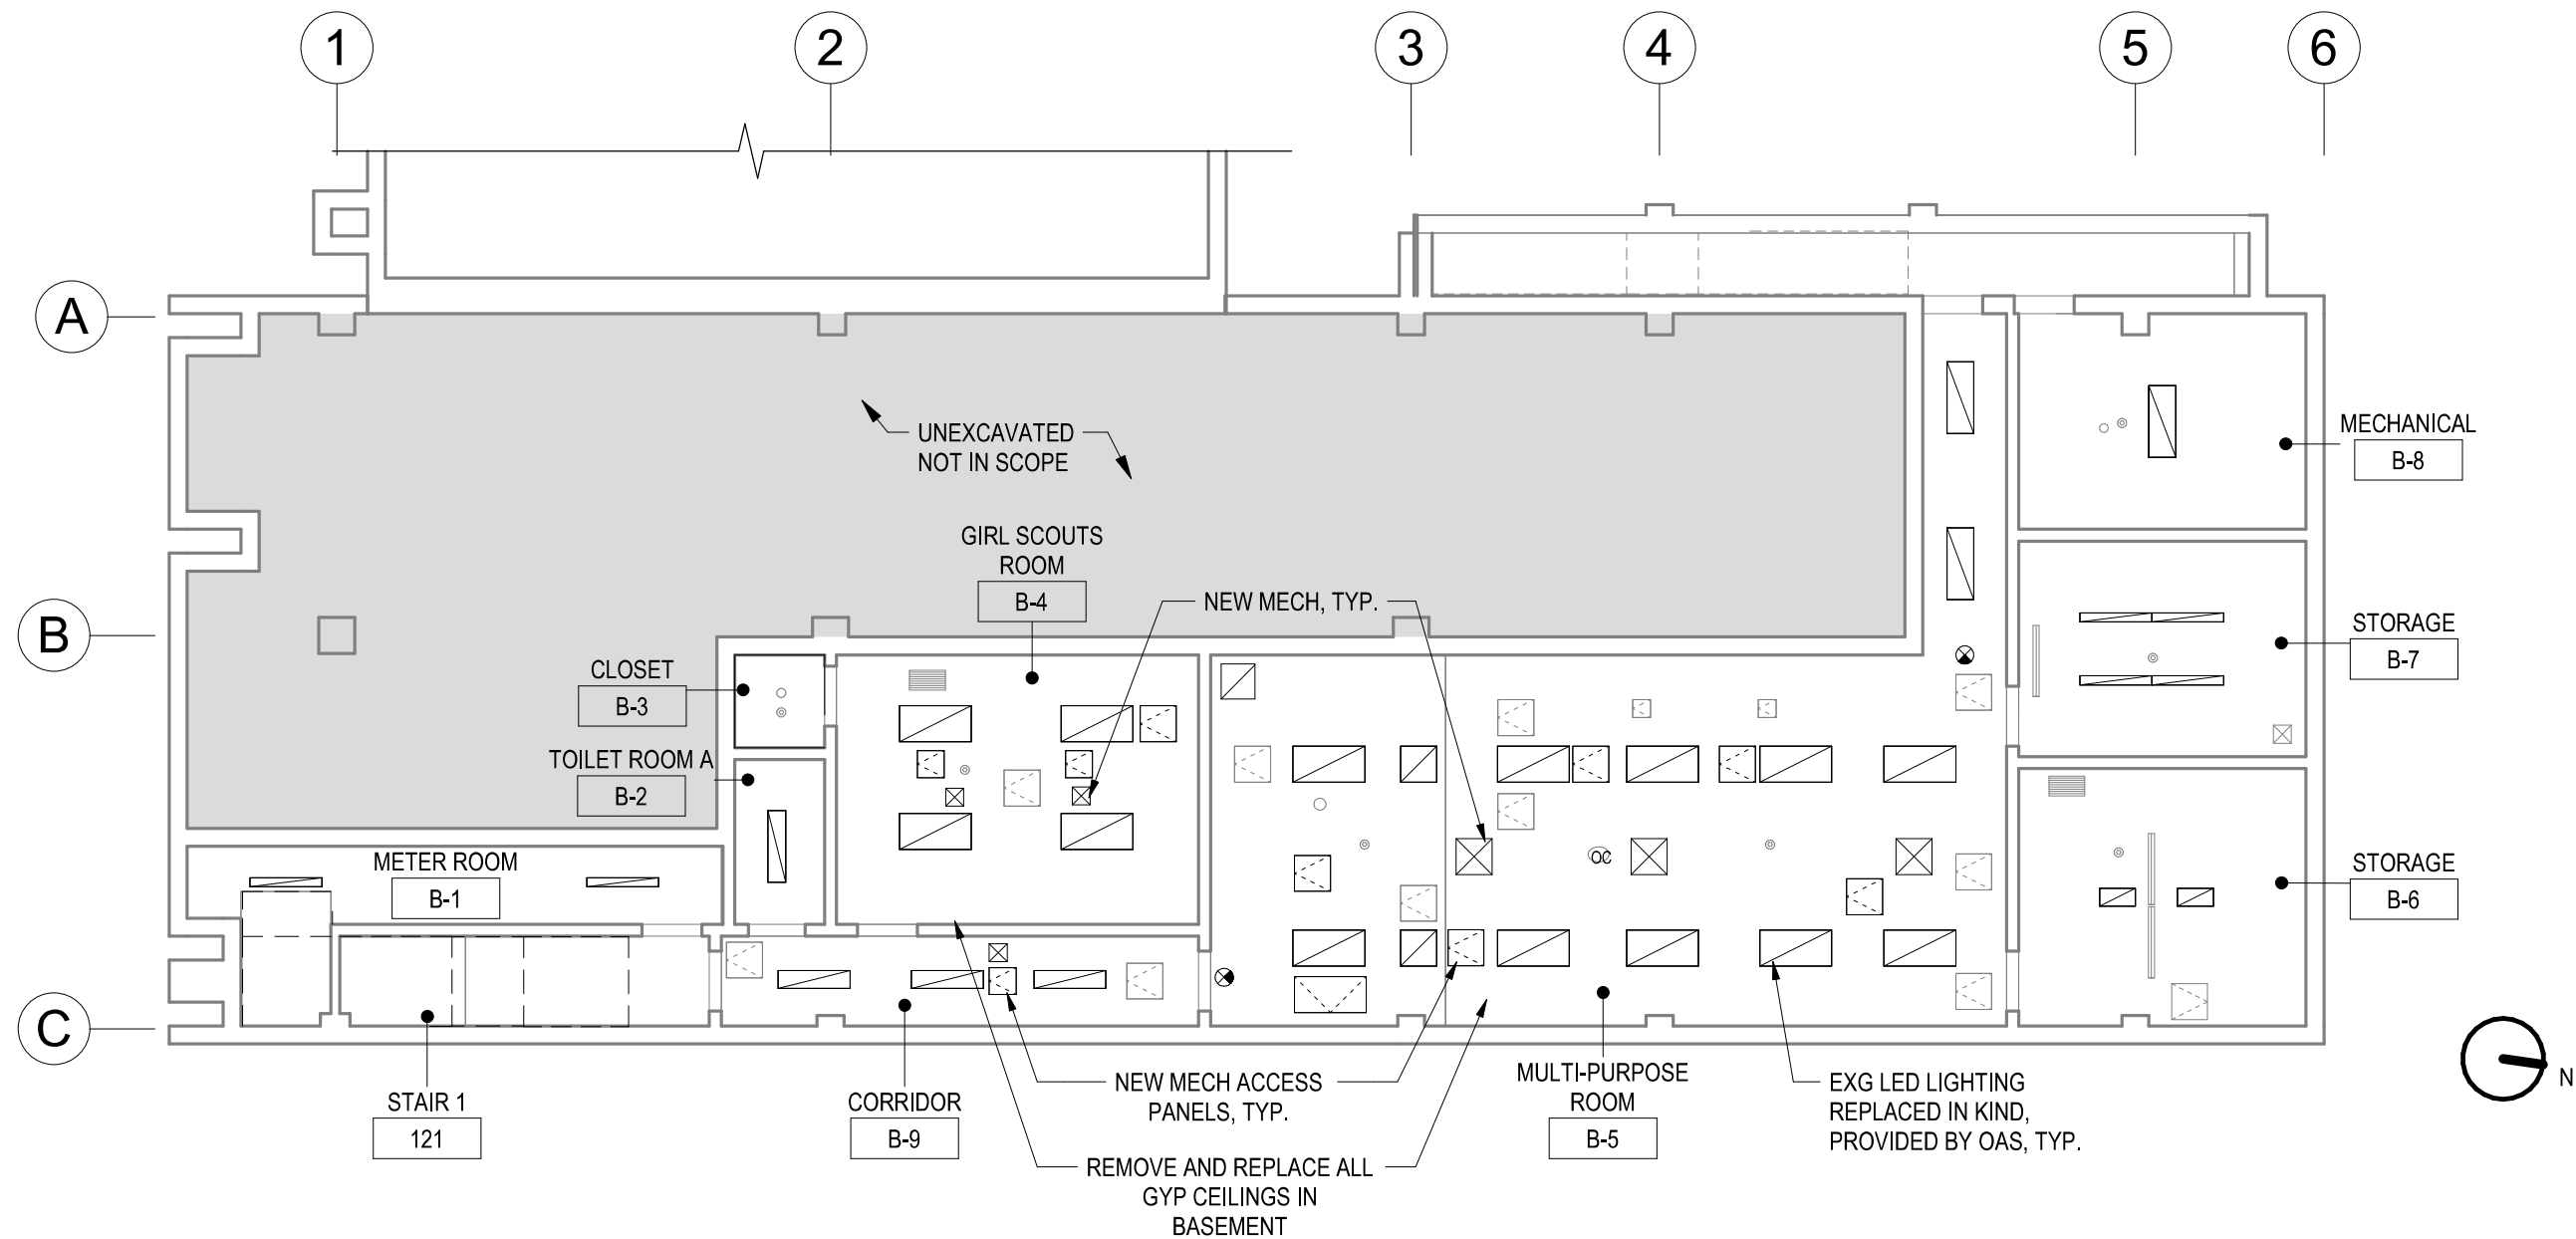 1
2
3
4
5
6
A
B
C
UNEXCAVATED
NOT IN SCOPE
MECHANICAL
B-8
GIRL SCOUTS
ROOM
B-4
NEW MECH, TYP.
STORAGE
B-7
CLOSET
B-3
TOILET ROOM A
B-2
METER ROOM
B-1
OC
STORAGE
B-6
STAIR 1
121
CORRIDOR
B-9
NEW MECH ACCESS
PANELS, TYP.
MULTI-PURPOSE
ROOM
B-5
EXG LED LIGHTING
REPLACED IN KIND,
PROVIDED BY OAS, TYP.
REMOVE AND REPLACE ALL
GYP CEILINGS IN
BASEMENT
N